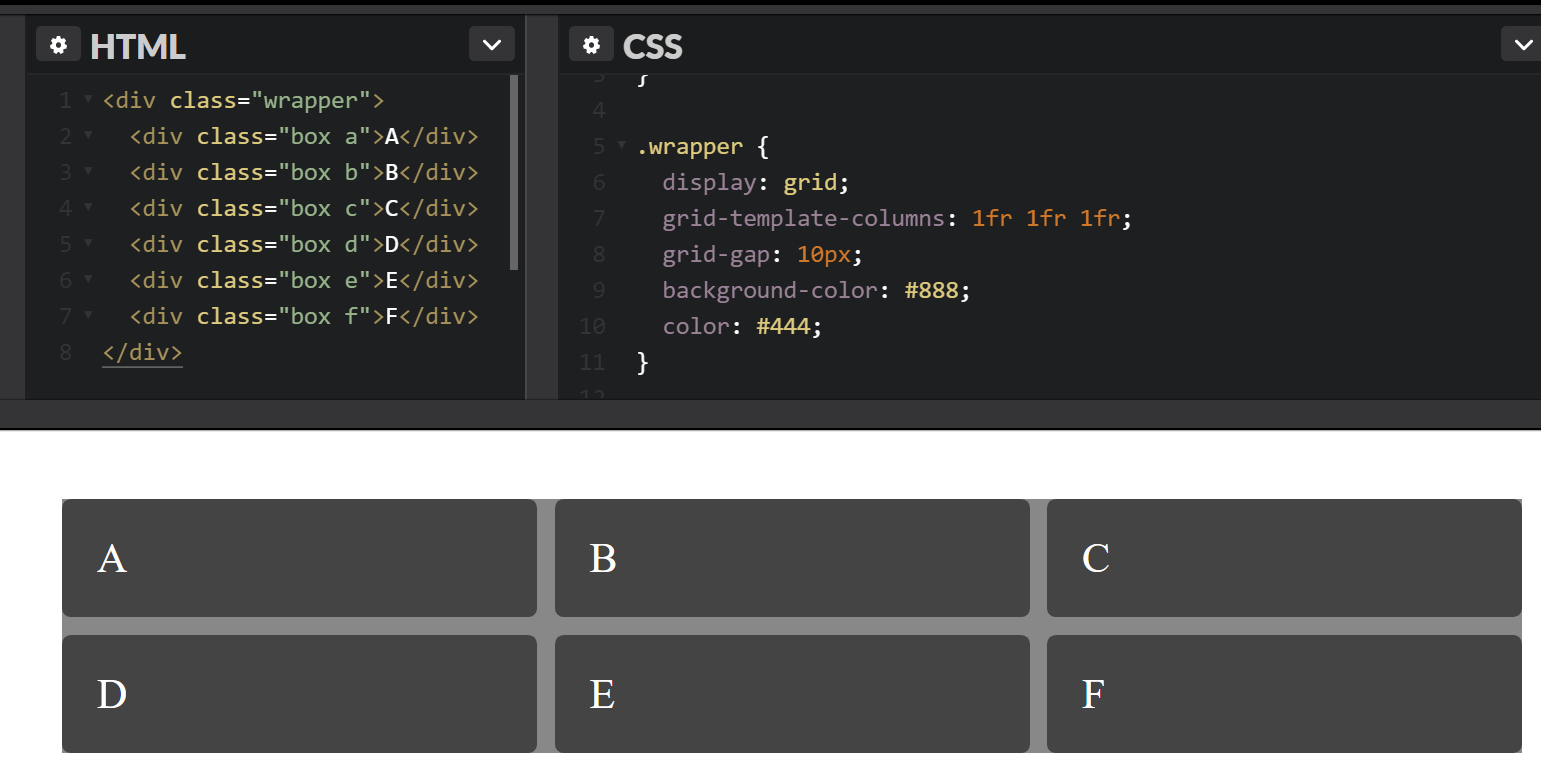 HTML
1 <div class="wrapper">
2 <div class="box a">A</div>
3 <div class="box b">B</div>
4 <div class="box c">C</div>
5 <div class="box d">D</div>
6 <div class="box e">E</div>
7 <div class="box f">F</div>
8 </div>
CSS
3 }
4
5 .wrapper {
6 display: grid;
7 grid-template-columns: 1fr 1fr 1fr;
8 grid-gap: 10px;
9 background-color: #888;
10 color: #444;
11 }
12
A B C
D E F